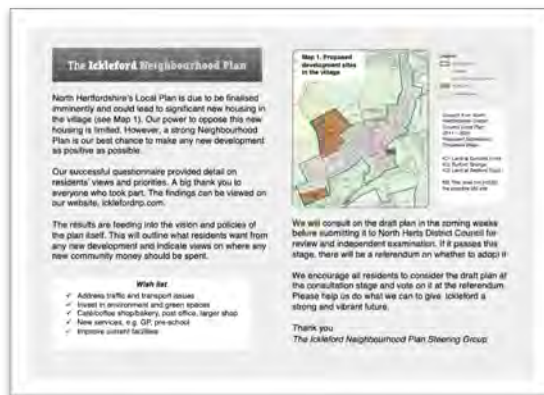 The Ickleford Neighbourhood Plan
North Hertfordshire's Local Plan is due to be finalised
imminently and could lead to significant new housing in
the village (see Map 1). Our power to oppose this new
housing is limited. However, a strong Neighbourhood
Plan is our best chance to make any new development
as positive as possible.
Our successful questionnaire provided detail on
residents' views and priorities. A big thank you to
everyone who took part. The findings can be viewed on
our website, icklefordnp.com.
The results are feeding into the vision and policies of
the plan itself. This will outline what residents want from
any new development and indicate views on where any
new community money should be spent.
Wish list
✓ Address traffic and transport issues
✓ Invest in environment and green spaces
✓ Café/coffee shop/bakery, post office, larger shop
✓ New services, e.g. GP, pre-school
✓ Improve current facilities
Map 1. Proposed
development sites
in the village
We will consult on the draft plan in the coming weeks
before submitting it to North Herts District Council for
review and independent examination. If it passes this
stage, there will be a referendum on whether to adopt it
We encourage all residents to consider the draft plan at
the consultation stage and vote on it at the referendum.
Please help us do what we can to give Ickleford a
strong and vibrant future.
Thank you
The Ickleford Neighbourhood Plan Steering Group